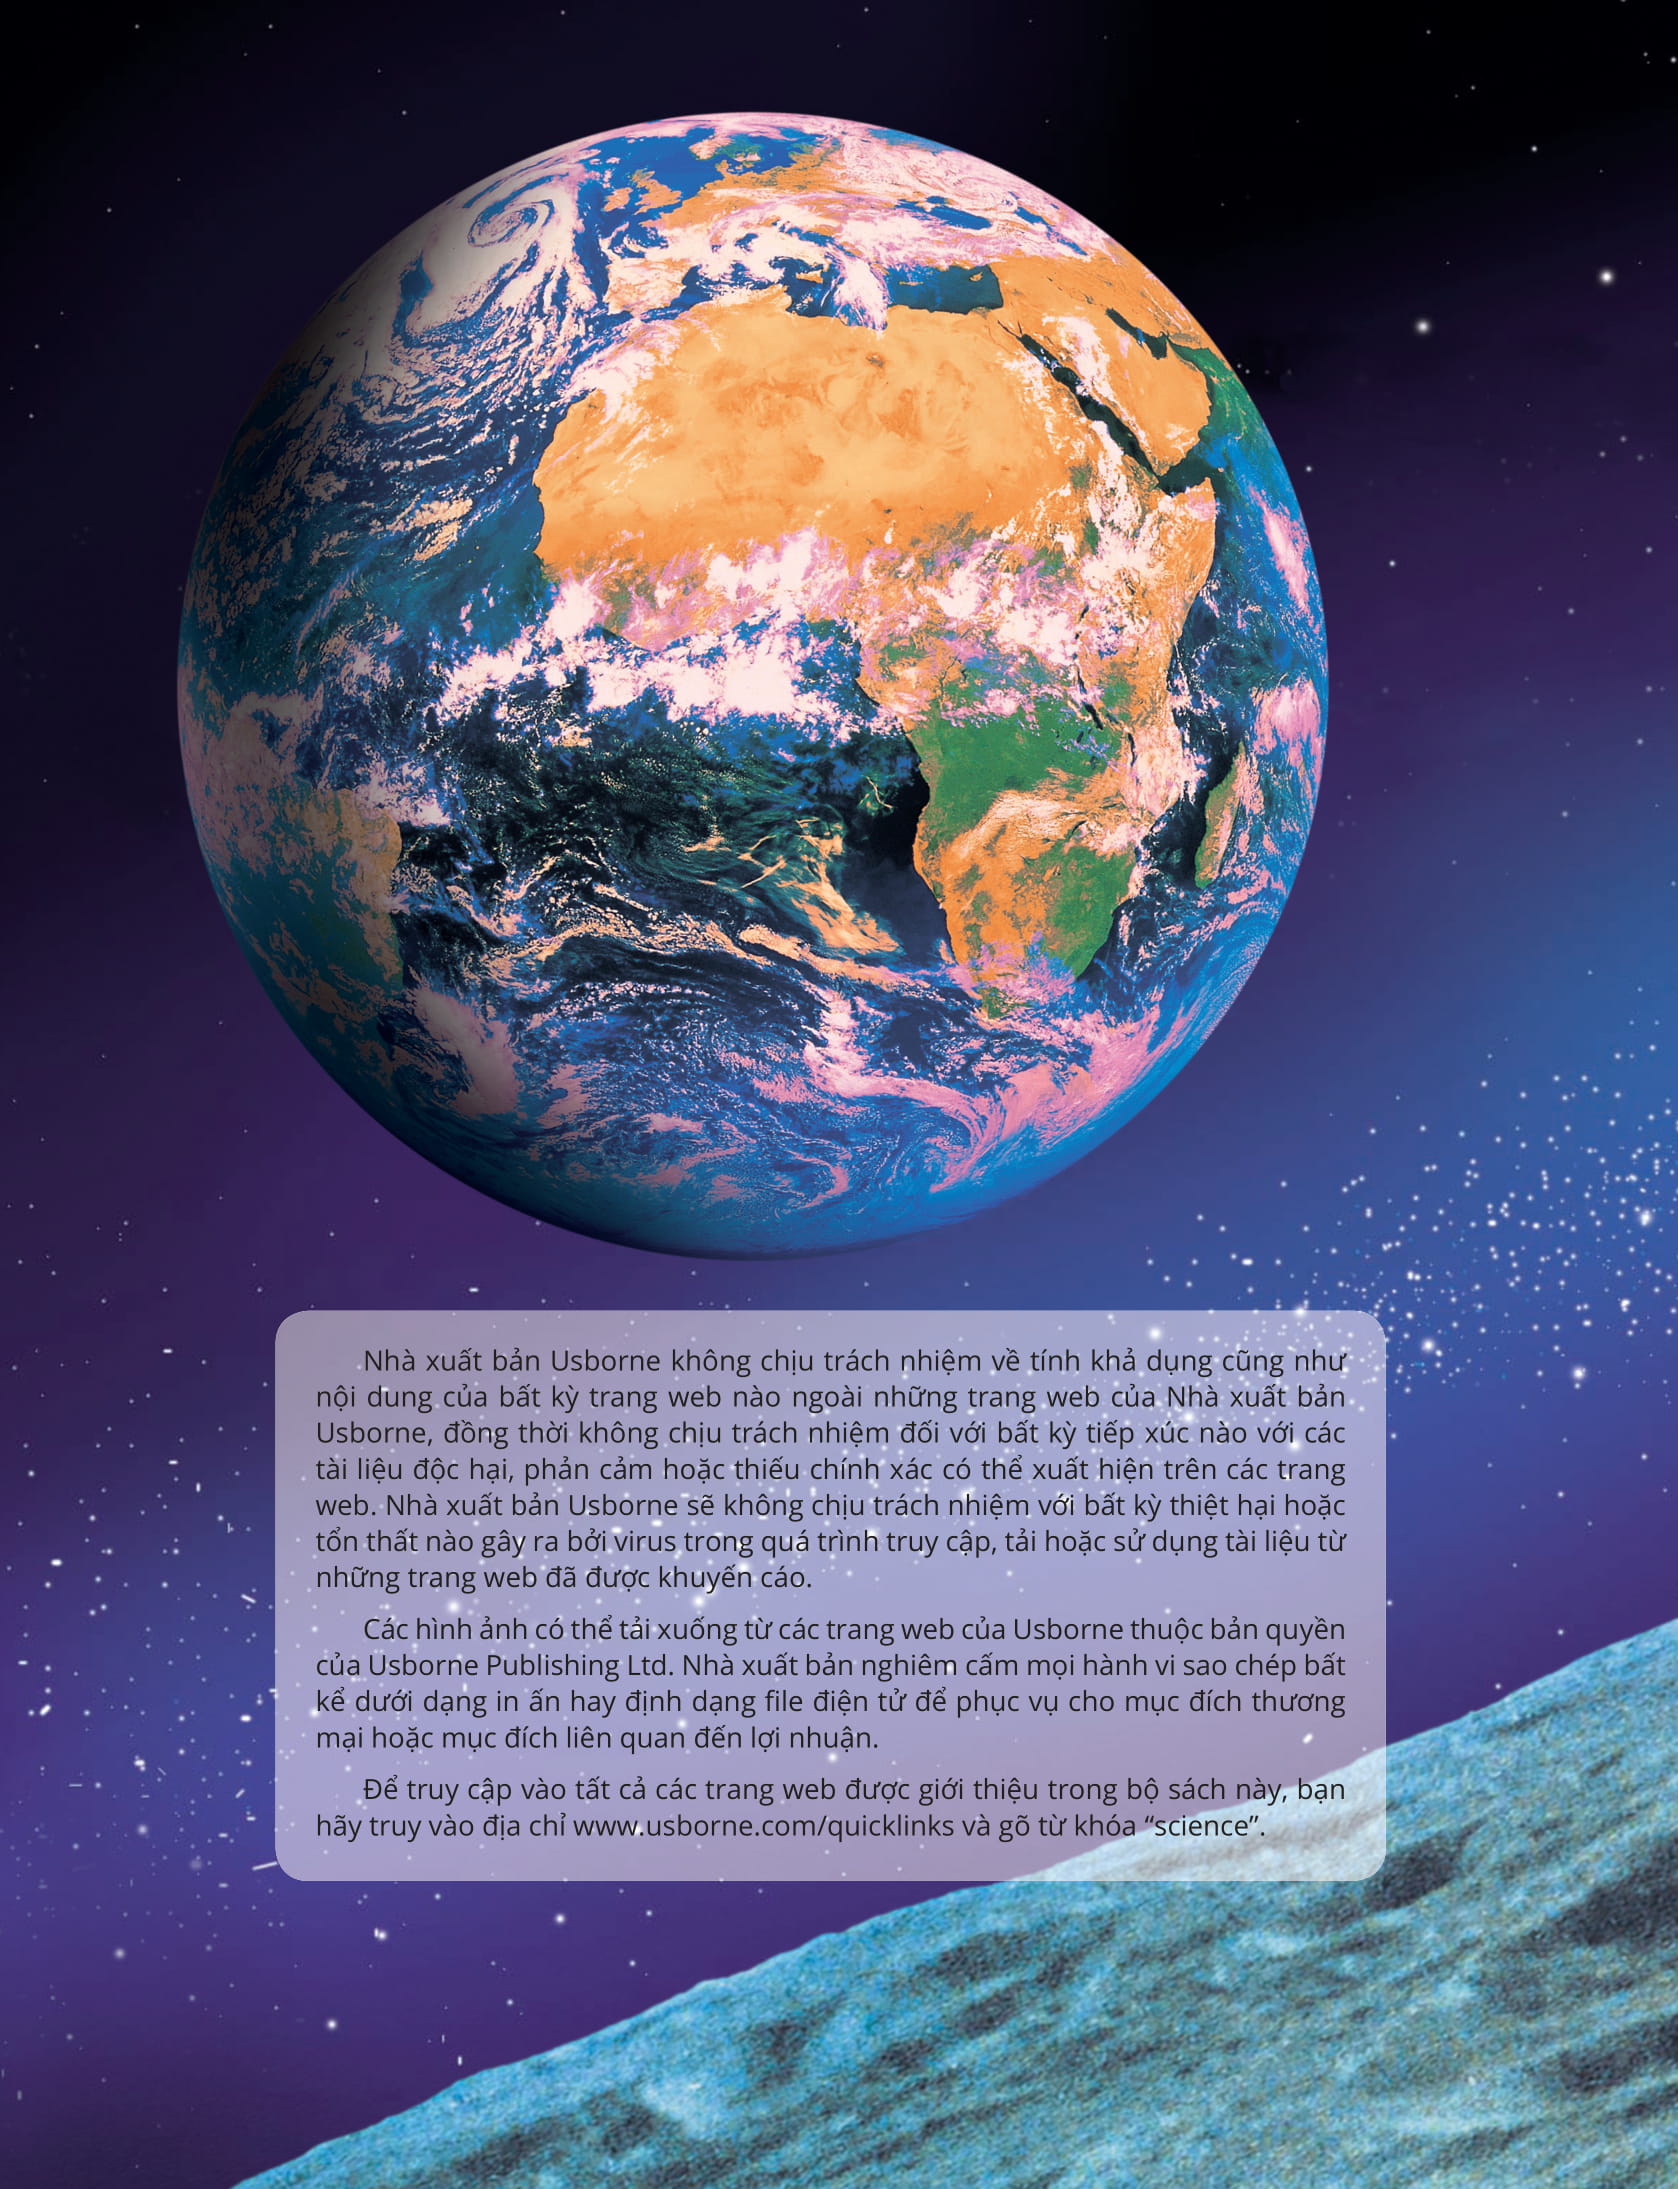 Nhà xuất bản Usborne không chịu trách nhiệm về tính khả dụng cũng như
nội dung của bất kỳ trang web nào ngoài những trang web của Nhà xuất bản
Usborne, đồng thời không chịu trách nhiệm đối với bất kỳ tiếp xúc nào với các
tài liệu độc hại, phản cảm hoặc thiếu chính xác có thể xuất hiện trên các trang
web. Nhà xuất bản Usborne sẽ không chịu trách nhiệm với bất kỳ thiệt hại hoặc
tổn thất nào gây ra bởi virus trong quá trình truy cập, tải hoặc sử dụng tài liệu từ
những trang web đã được khuyến cáo.
Các hình ảnh có thể tải xuống từ các trang web của Usborne thuộc bản quyền
của Usborne Publishing Ltd. Nhà xuất bản nghiêm cấm mọi hành vi sao chép bất
kể dưới dạng in ấn hay định dạng file điện tử để phục vụ cho mục đích thương
mại hoặc mục đích liên quan đến lợi nhuận.
Để truy cập vào tất cả các trang web được giới thiệu trong bộ sách này, bạn
hãy truy vào địa chỉ www.usborne.com/quicklinks và gõ từ khóa “science”.